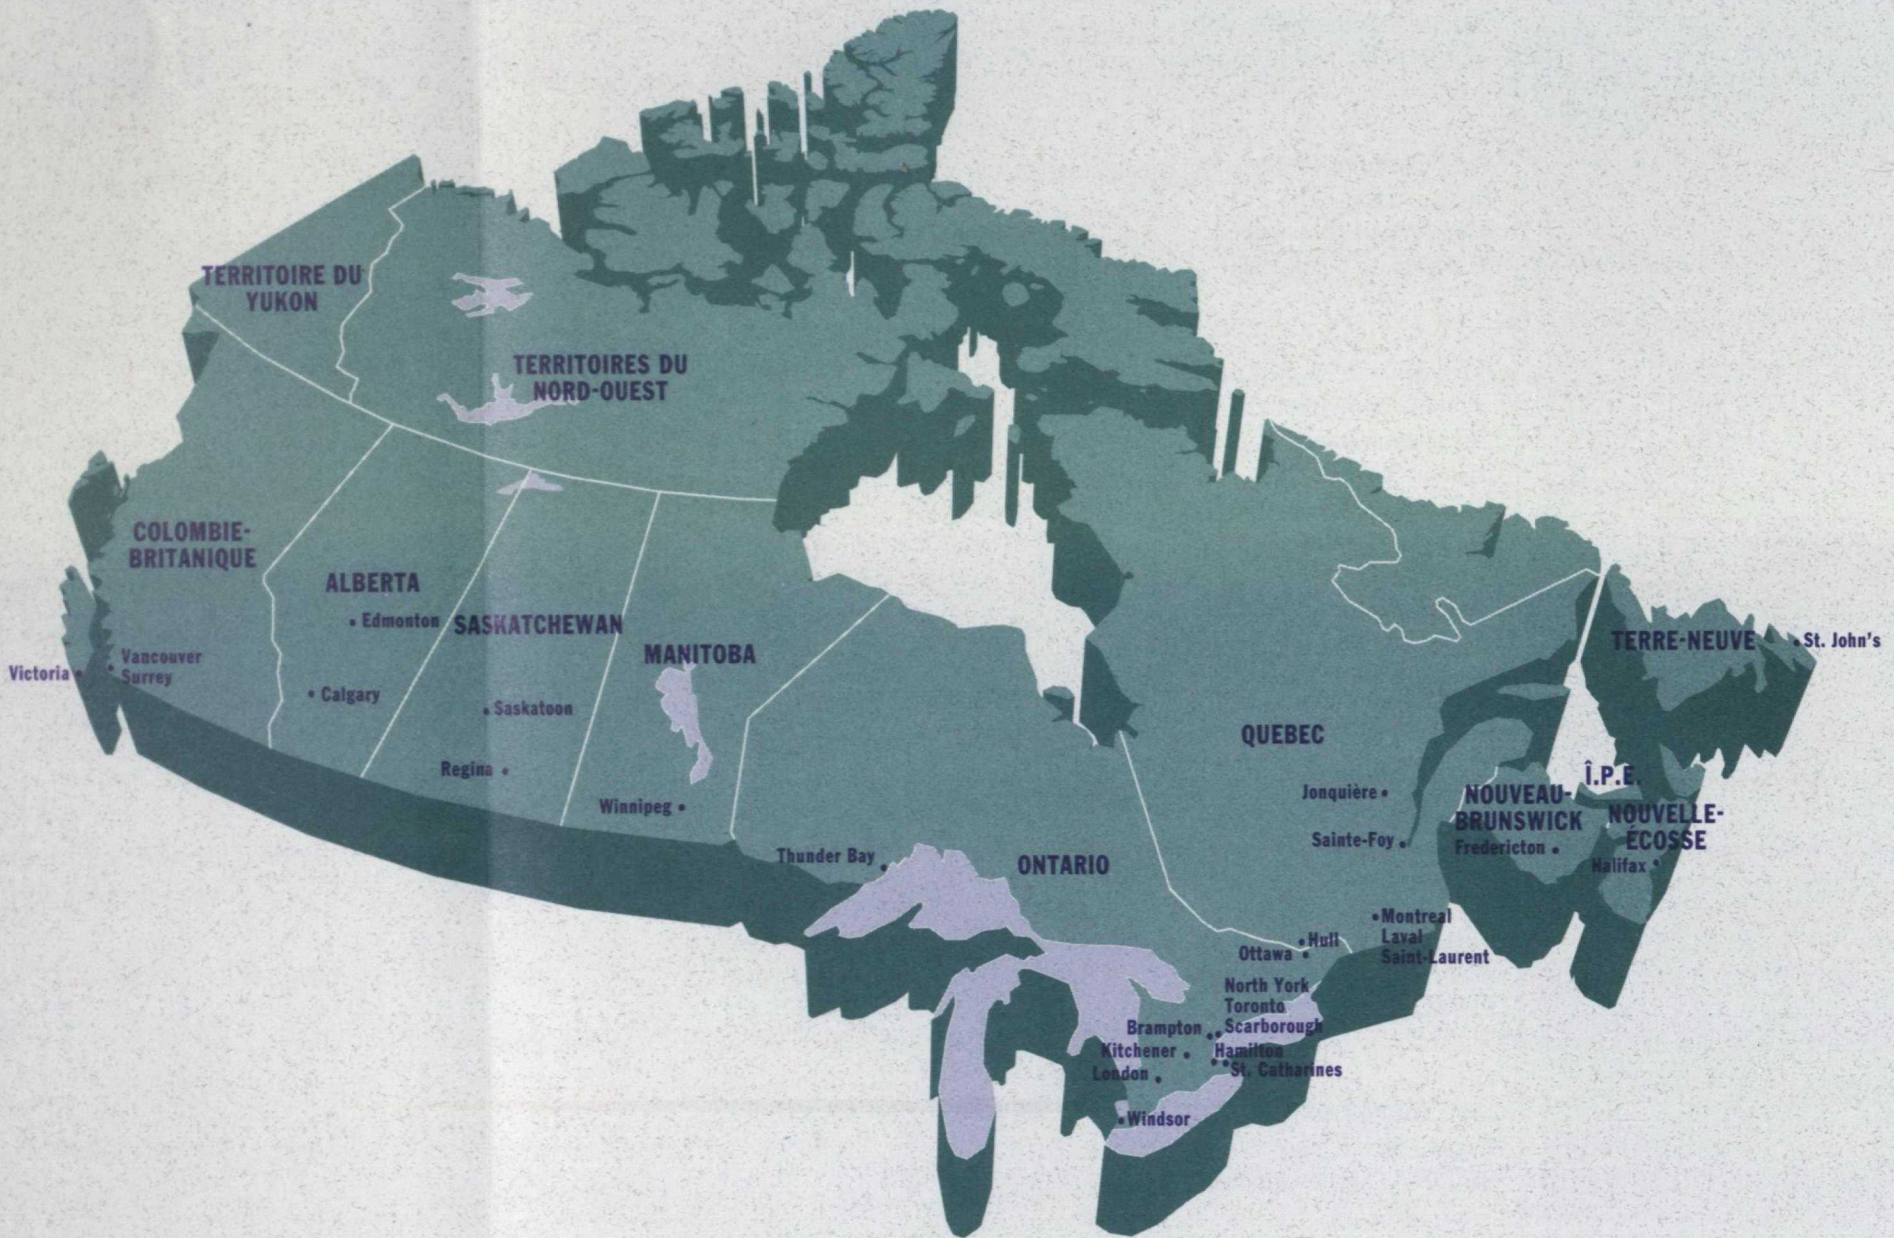 TERRITOIRE DU
YUKON
TERRITOIRES DU
NORD-OUEST
COLOMBIE-
BRITANIQUE
ALBERTA
Edmonton
SASKATCHEWAN
MANITOBA
Victoria
Vancouver
Surrey
Calgary
Saskatoon
Regina
Winnipeg
Thunder Bay
ONTARIO
QUEBEC
Jonquière
Sainte-Foy
TERRE-NEUVE
St. John's
Î.P.E.
NOUVEAU-
BRUNSWICK
Fredericton
NOUVELLE-
ÉCOSSE
Halifax
Montreal
Laval
Saint-Laurent
Hull
Ottawa
North York
Toronto
Scarborough
Brampton
Kitchener
Hamilton
London
St. Catharines
Windsor